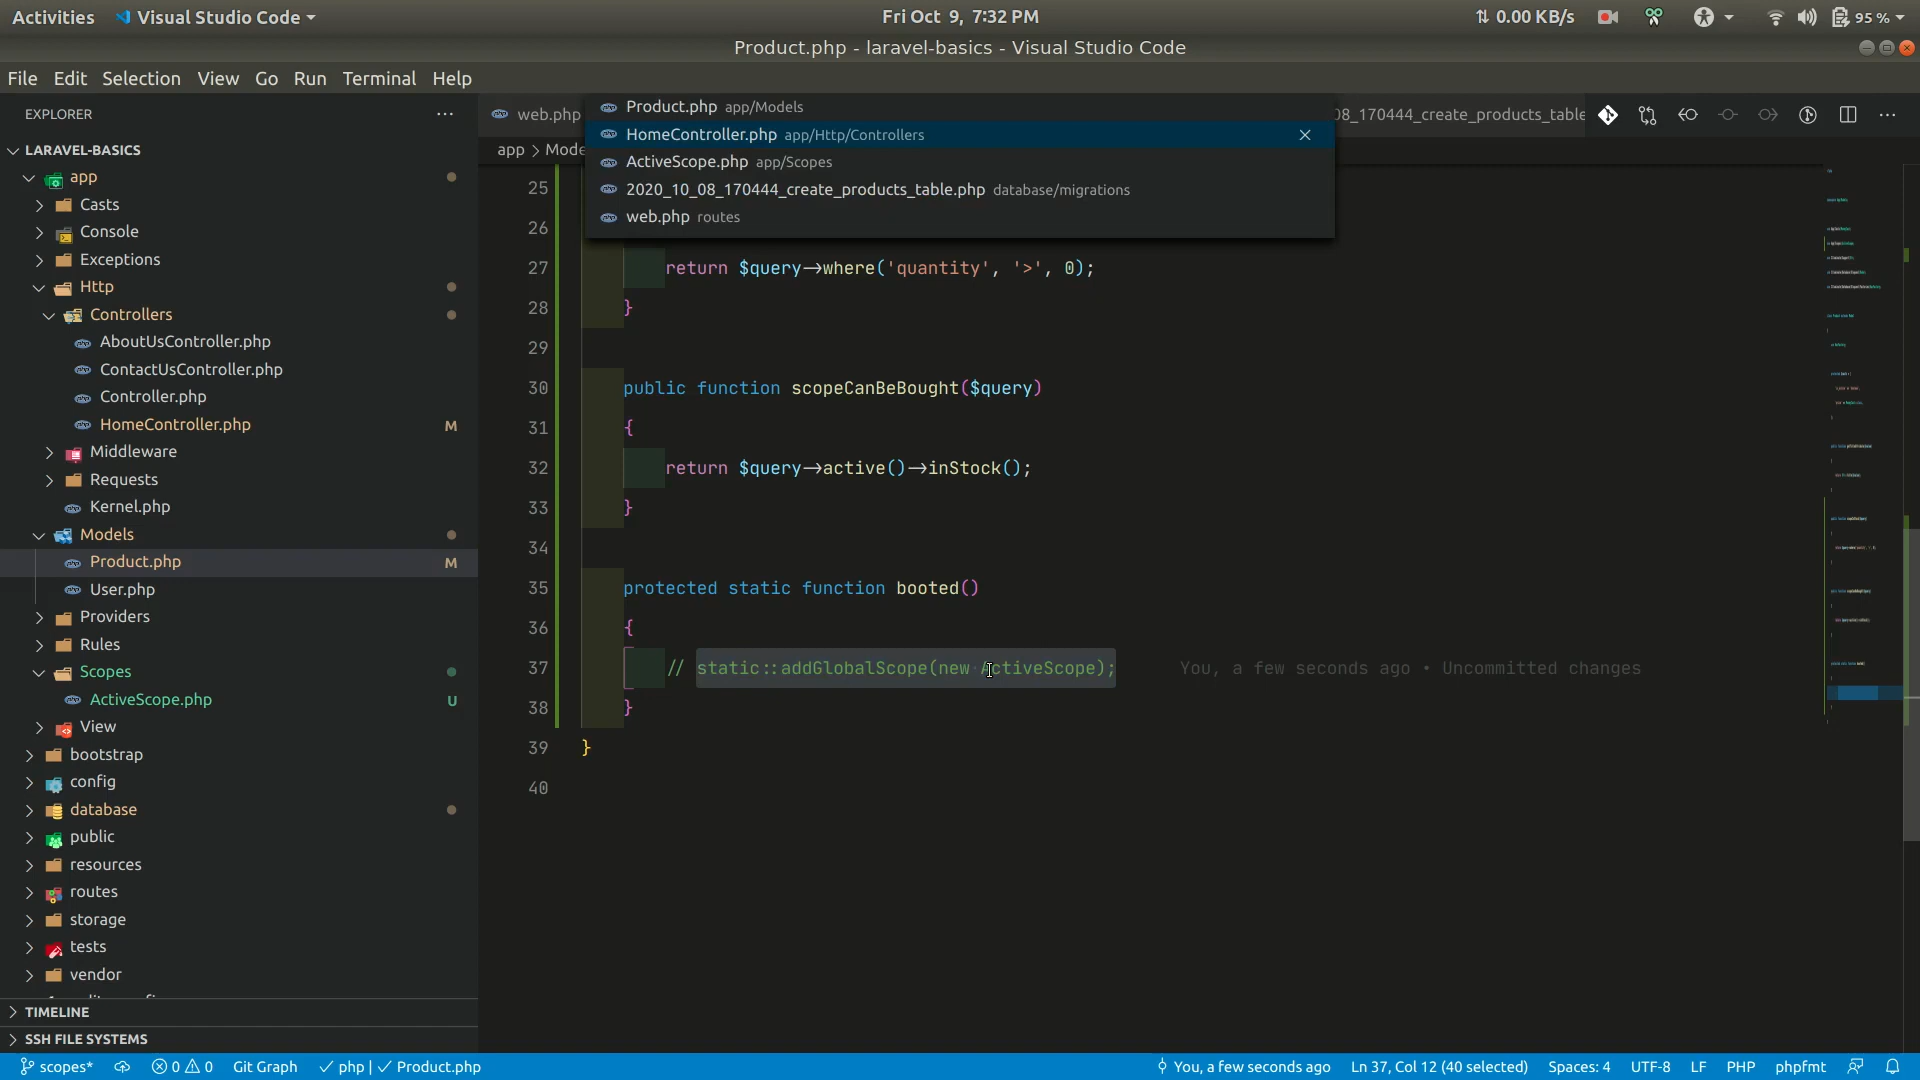 Activities
Visual Studio Code
Fri Oct 9, 7:32 PM
0.00 KB/s
95 %
Product.php - laravel-basics - Visual Studio Code
File Edit Selection View Go Run Terminal Help
EXPLORER
LARAVEL-BASICS
app
Casts
Console
Exceptions
Http
Controllers
AboutUsController.php
ContactUsController.php
Controller.php
HomeController.php M
Middleware
Requests
Kernel.php
Models
Product.php M
User.php
Providers
Rules
Scopes
ActiveScope.php U
View
bootstrap
config
database
public
resources
routes
storage
tests
vendor
TIMELINE
SSH FILE SYSTEMS
web.php
08_170444_create_products_table
app > Mode
Product.php app/Models
HomeController.php app/Http/Controllers
ActiveScope.php app/Scopes
2020_10_08_170444_create_products_table.php database/migrations
web.php routes
25
26
27 return $query->where('quantity', '>', 0);
28 }
29
30 public function scopeCanBeBought($query)
31 {
32 return $query->active()->inStock();
33 }
34
35 protected static function booted()
36 {
37 // static::addGlobalScope(new ActiveScope); You, a few seconds ago • Uncommitted changes
38 }
39 }
40
scopes* 0 0 Git Graph php | Product.php
You, a few seconds ago Ln 37, Col 12 (40 selected) Spaces: 4 UTF-8 LF PHP phpfmt